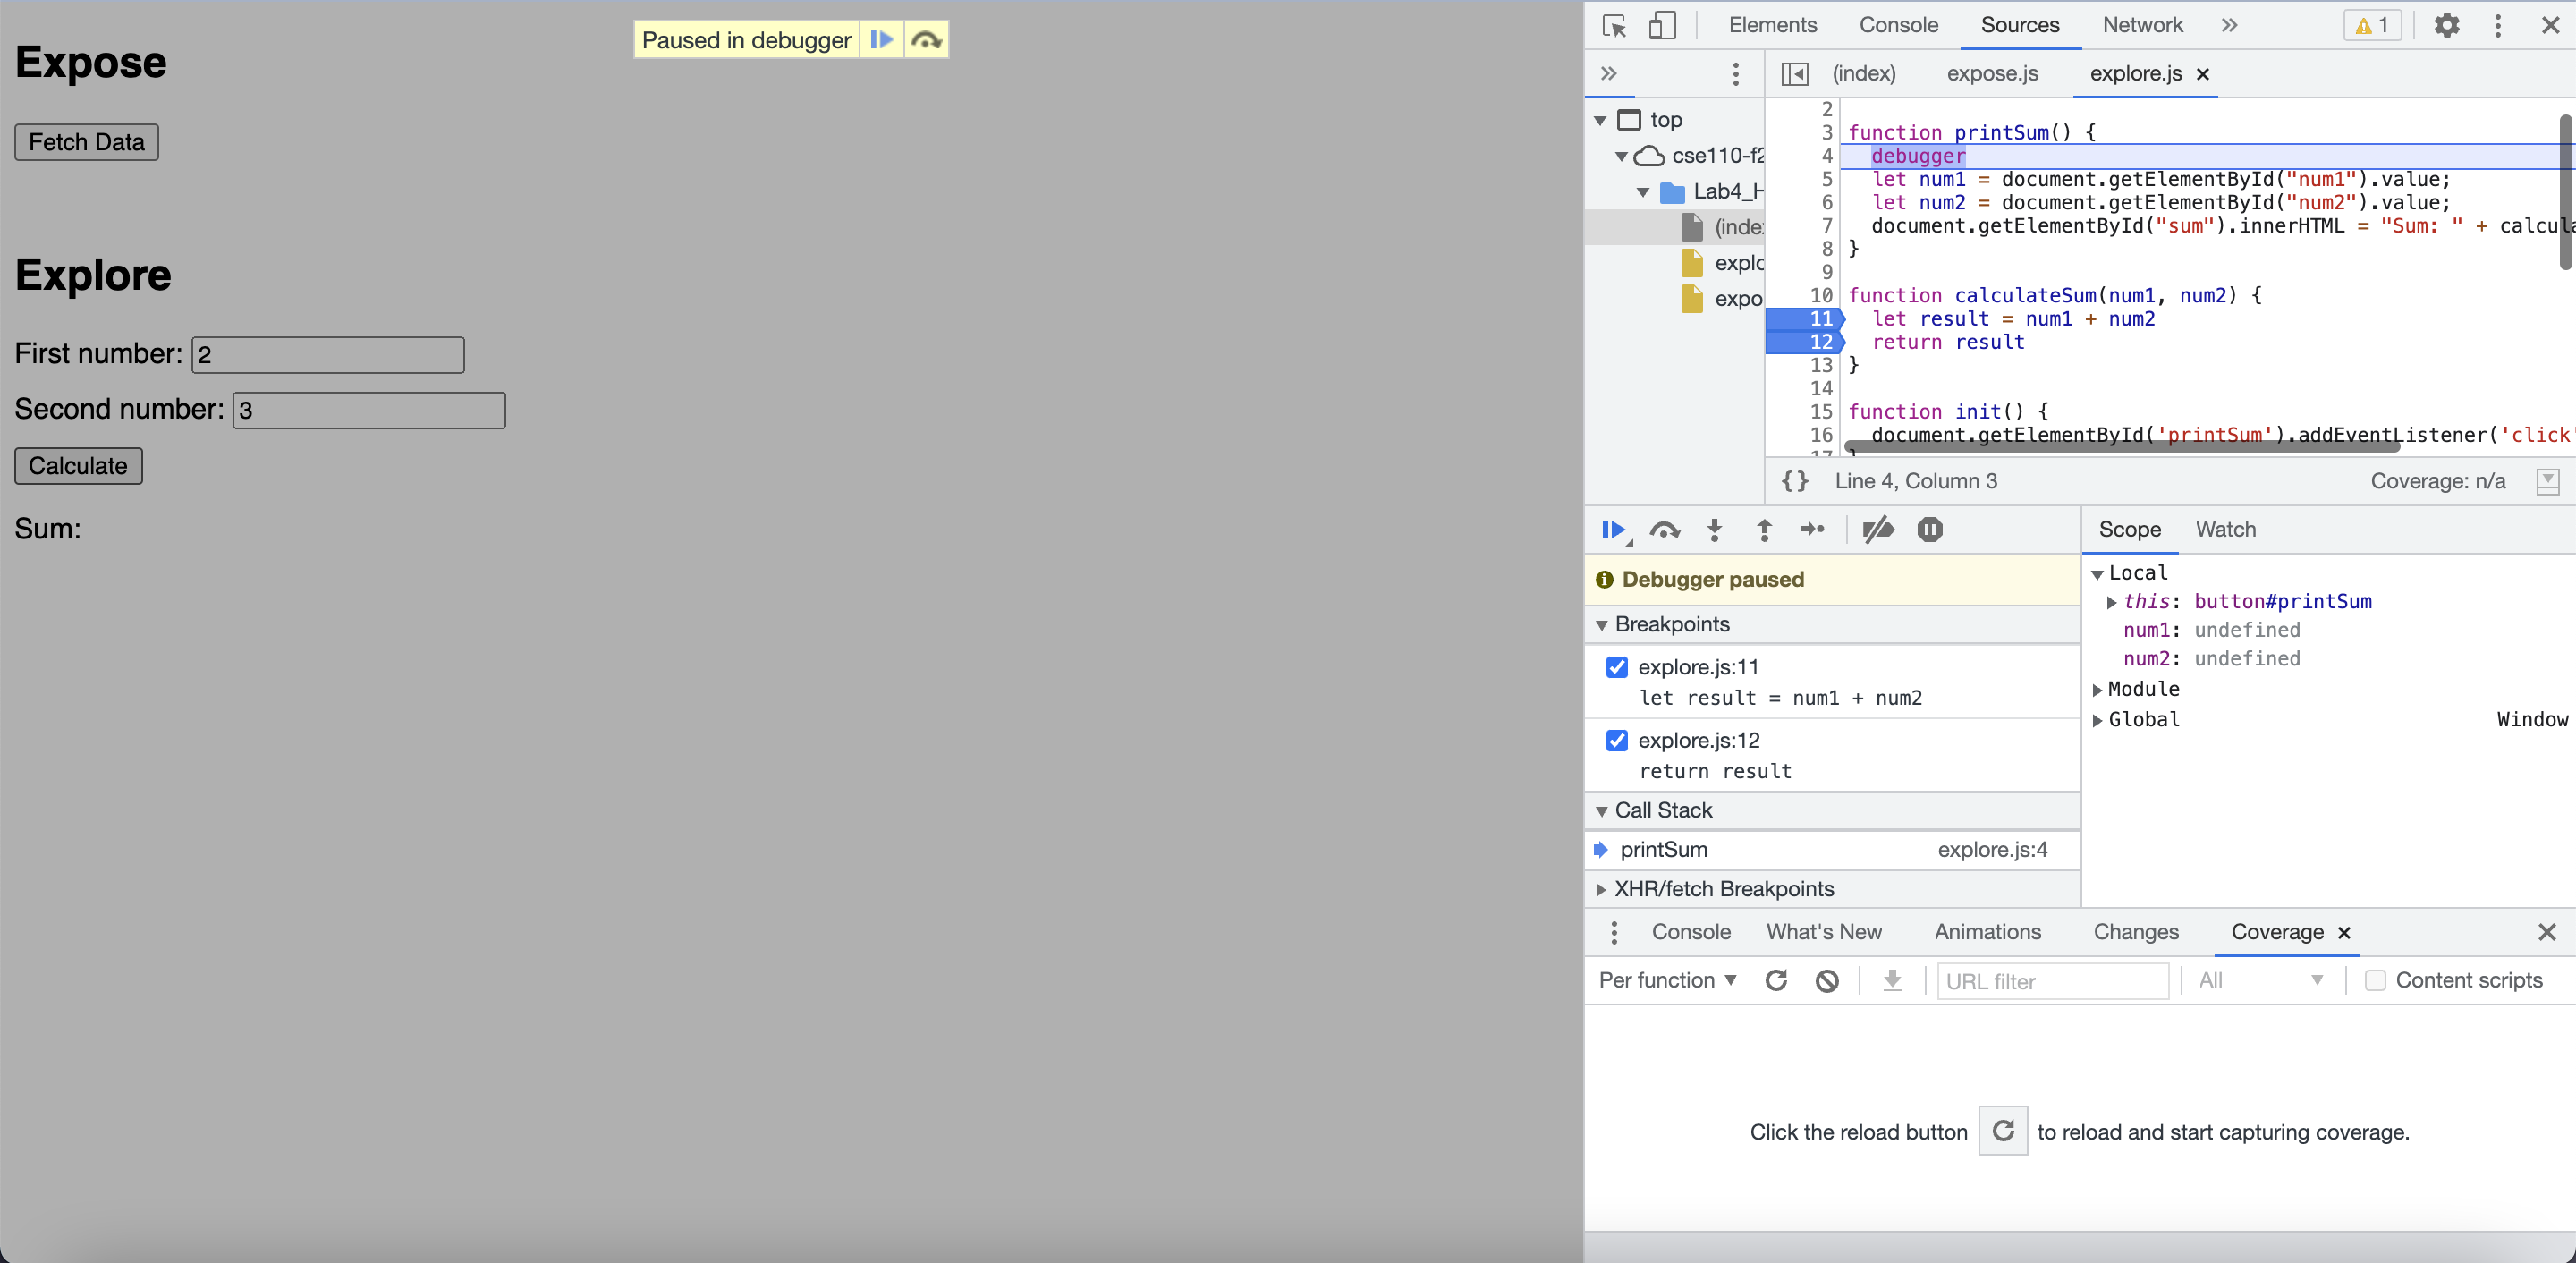 Paused in debugger
Expose
Fetch Data
Explore
First number: 2
Second number: 3
Calculate
Sum:
Elements Console Sources Network » 1
» (index) expose.js explore.js ×
top
cse110-f2
Lab4_H
(inde
explo
expo
2
3 function printSum() {
4 debugger
5 let num1 = document.getElementById("num1").value;
6 let num2 = document.getElementById("num2").value;
7 document.getElementById("sum").innerHTML = "Sum: " + calcula
8 }
9
10 function calculateSum(num1, num2) {
11 let result = num1 + num2
12 return result
13 }
14
15 function init() {
16 document.getElementById('printSum').addEventListener('click'
17 }
{} Line 4, Column 3 Coverage: n/a
Debugger paused
Breakpoints
explore.js:11
let result = num1 + num2
explore.js:12
return result
Call Stack
printSum explore.js:4
XHR/fetch Breakpoints
Scope Watch
Local
this: button#printSum
num1: undefined
num2: undefined
Module
Global Window
Console What's New Animations Changes Coverage ×
Per function URL filter All Content scripts
Click the reload button to reload and start capturing coverage.